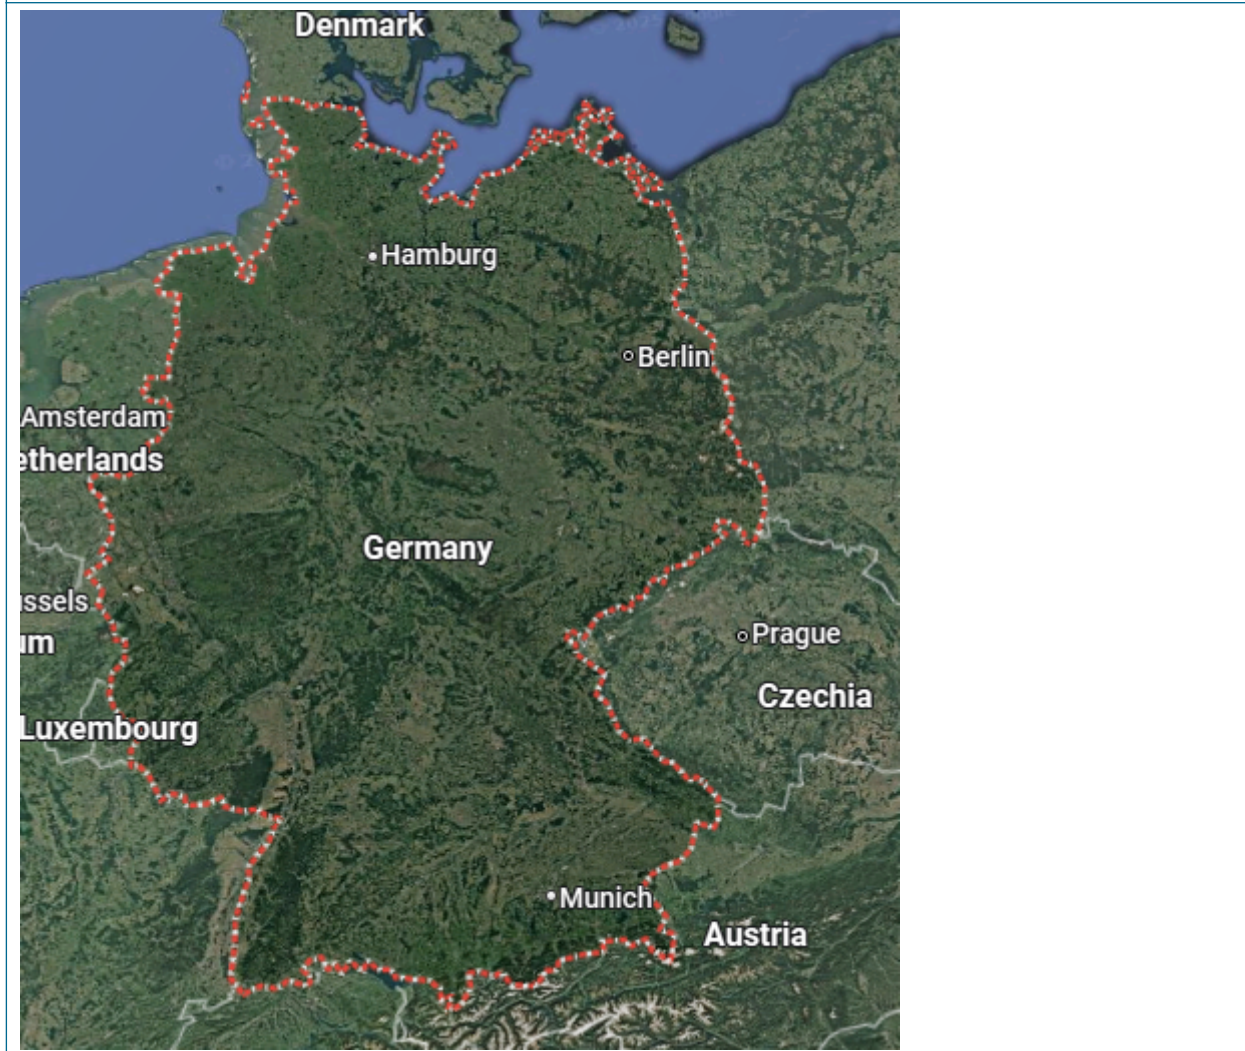 Denmark
Hamburg
Berlin
Amsterdam
etherlands
Germany
ssels
Prague
um
Czechia
Luxembourg
Munich
Austria